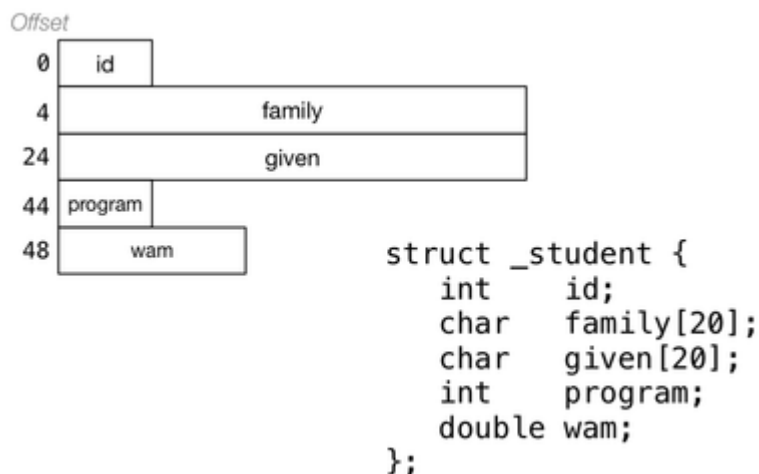 Offset
0 id
4 family
24 given
44 program
48 wam
struct _student {
int id;
char family[20];
char given[20];
int program;
double wam;
};